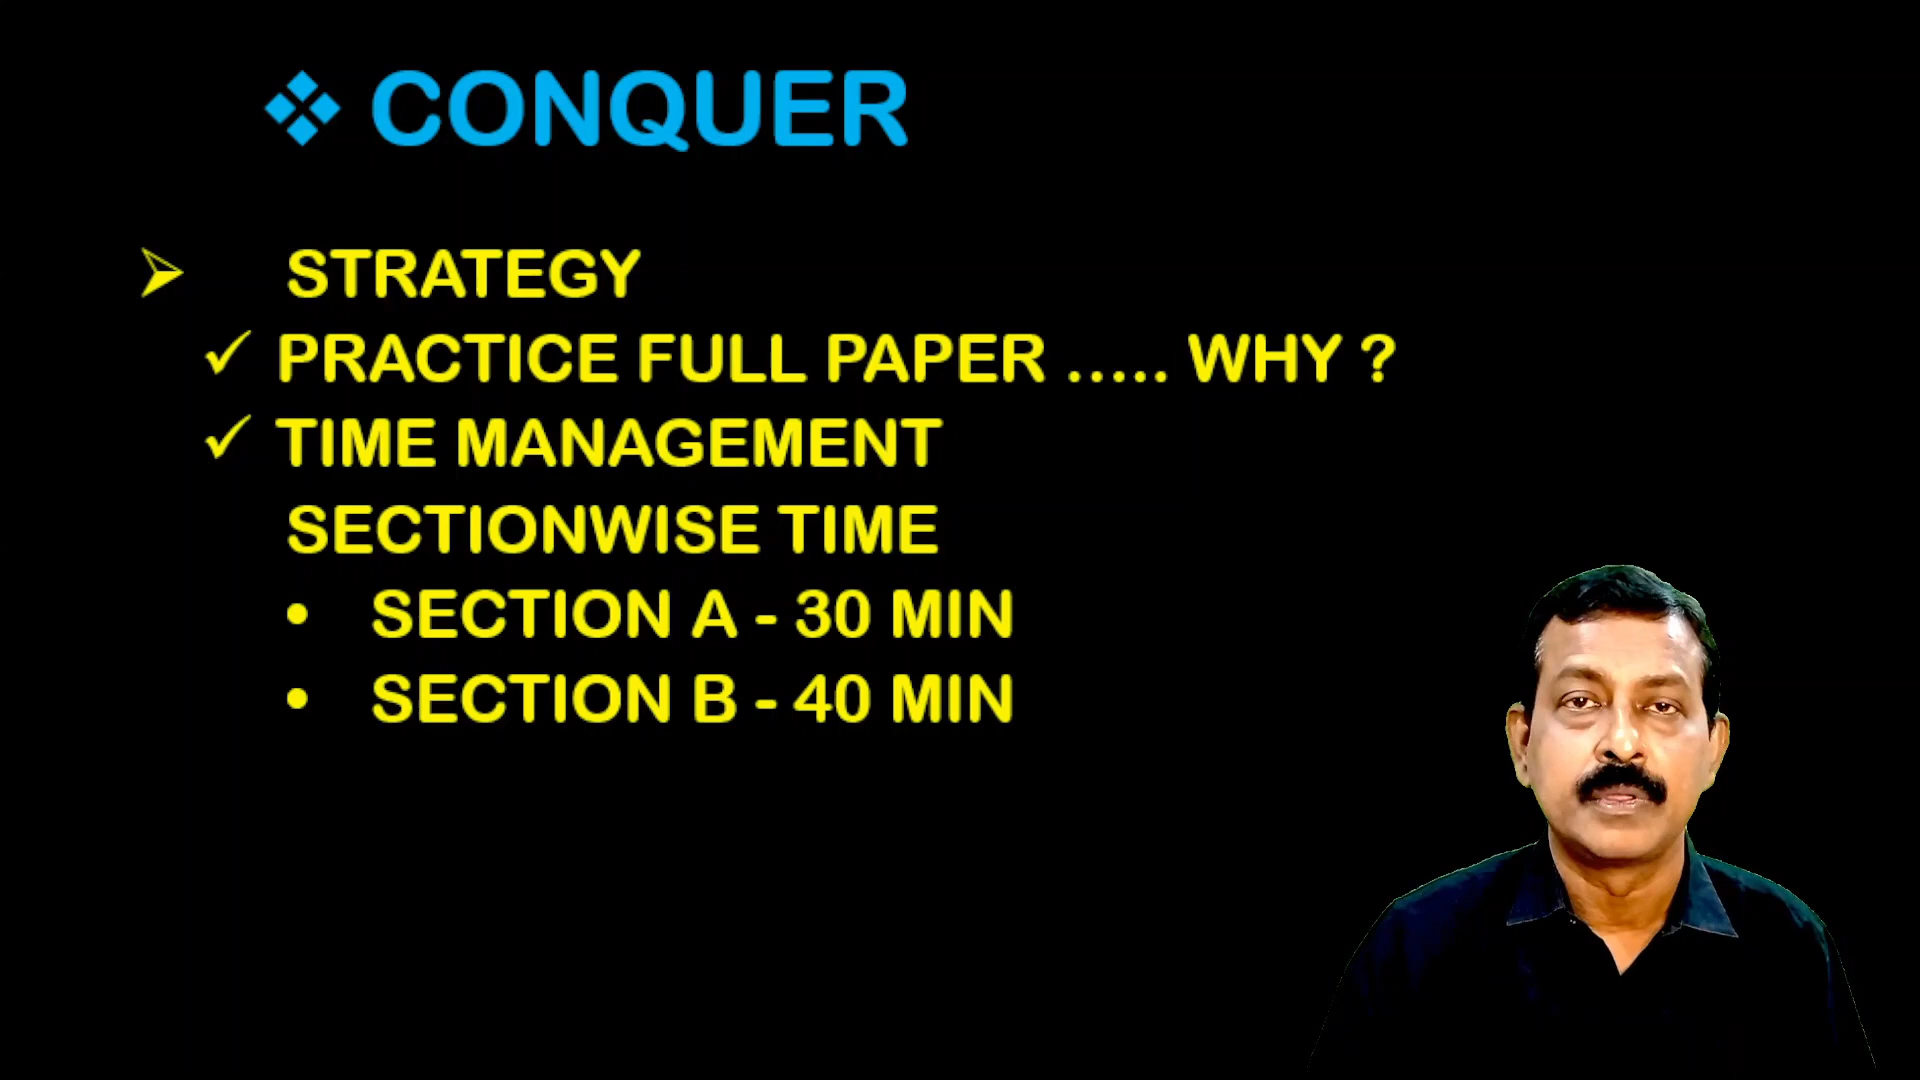 ❖ CONQUER
➢ STRATEGY
✓ PRACTICE FULL PAPER ..... WHY ?
✓ TIME MANAGEMENT
SECTIONWISE TIME
• SECTION A - 30 MIN
• SECTION B - 40 MIN